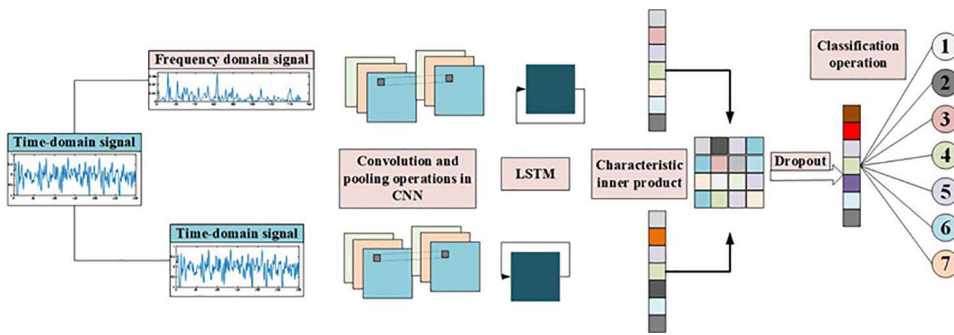 Frequency domain signal
Time-domain signal
Time-domain signal
Convolution and
pooling operations in
CNN
LSTM
Characteristic
inner product
Dropout
Classification
operation
1
2
3
4
5
6
7